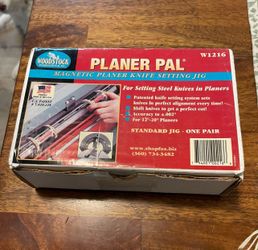 W1216
WOODSTOCK
PLANER PAL®
MAGNETIC PLANER KNIFE SETTING JIG
For Setting Steel Knives in Planers
Patented knife setting system sets
knives in perfect alignment every time!
Shift knives to get a perfect cut!
Accuracy to ±.002"
For 12"-20" Planers
STANDARD JIG - ONE PAIR
www.shopfox.biz
(360) 734-3482